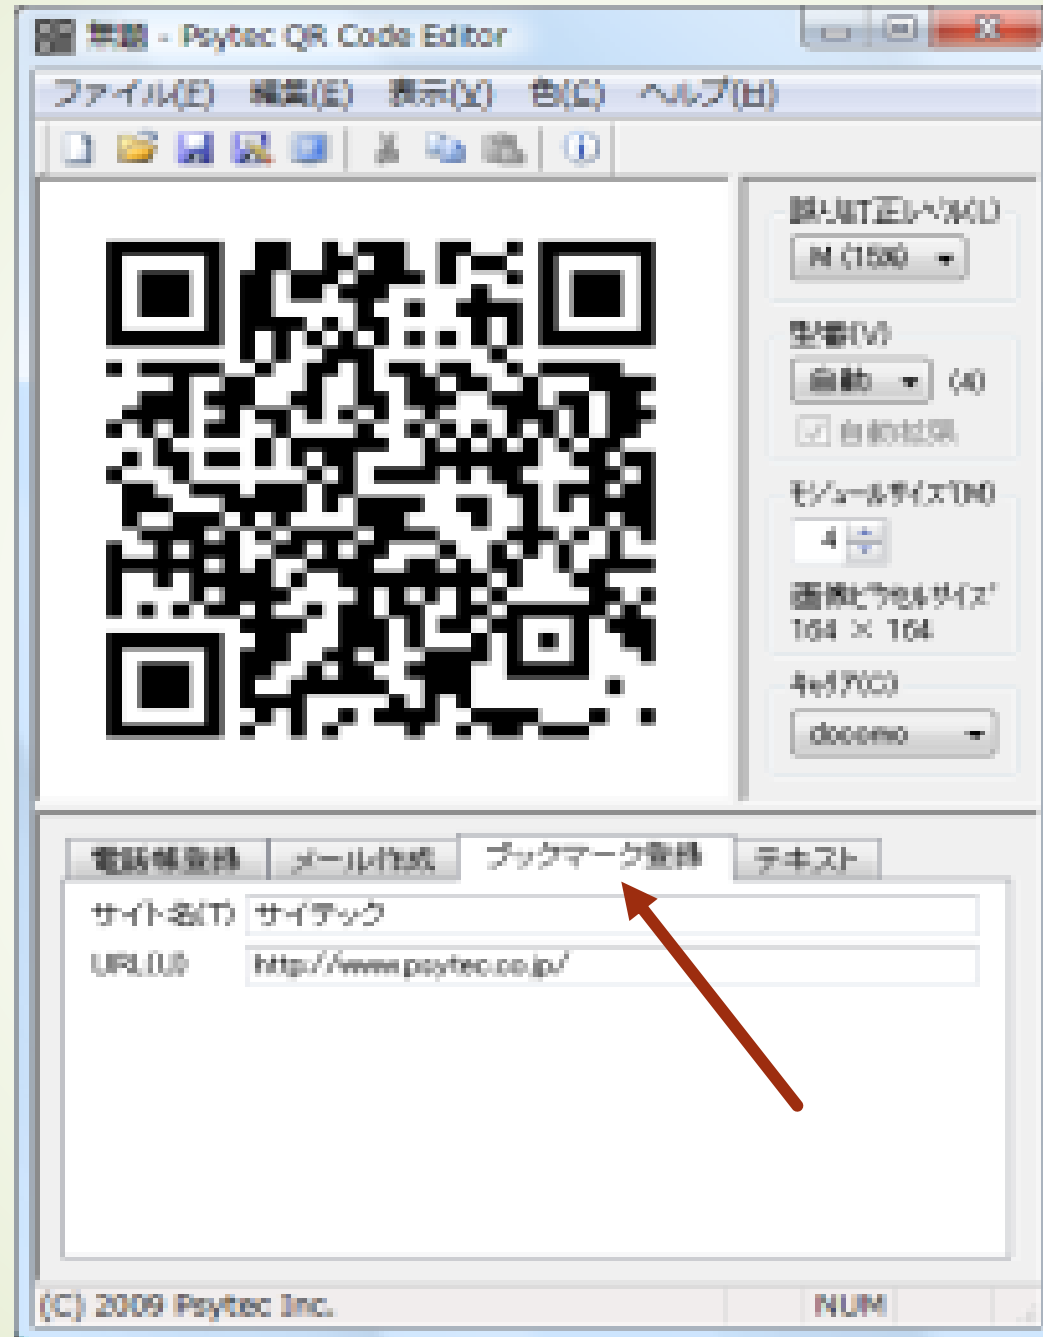 無題 - Psytec QR Code Editor
ファイル(F) 編集(E) 表示(V) 色(C) ヘルプ(H)
誤り訂正レベル(L)
M (15%)
型番(V)
自動 (4)
自動拡張
モジュールサイズ(M)
4
画像ピクセルサイズ
164 × 164
キャリア(C)
docomo
電話帳登録 メール作成 ブックマーク登録 テキスト
サイト名(T) サイテック
URL(U) http://www.psytec.co.jp/
(C) 2009 Psytec Inc. NUM